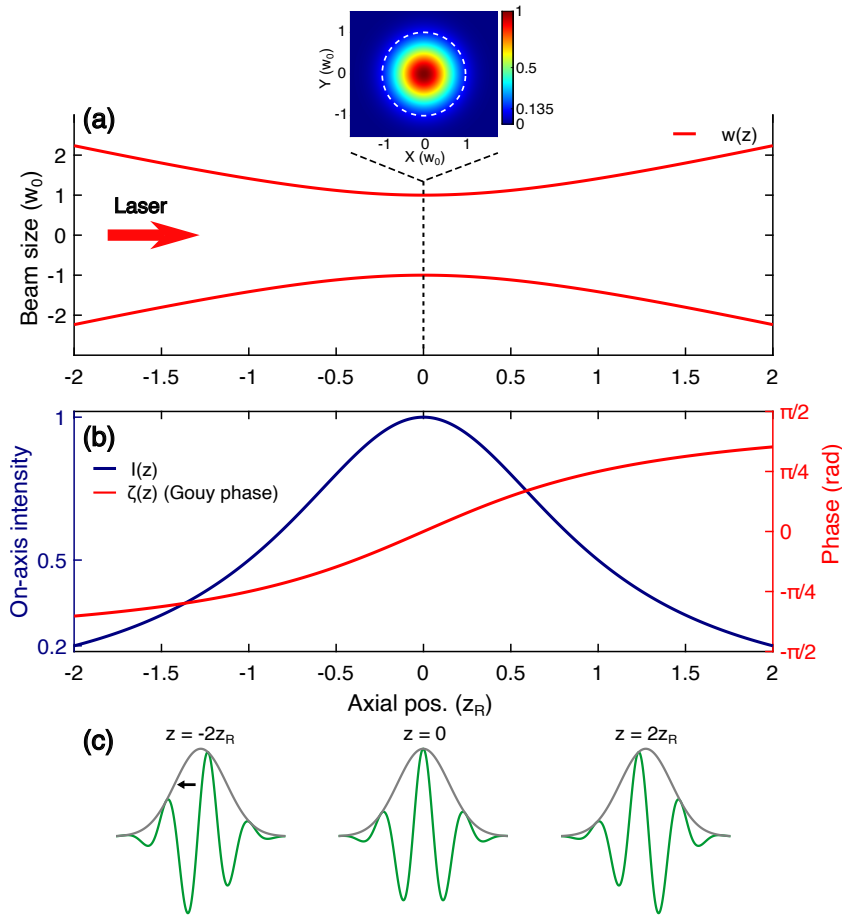 1
0.5
0.135
0
Y (w₀)
1
0
-1
-1 0 1
X (w₀)
(a)
w(z)
Beam size (w₀)
2
1
0
-1
-2
Laser
-2 -1.5 -1 -0.5 0 0.5 1 1.5 2
(b)
On-axis intensity
1
0.5
0.2
I(z)
ζ(z) (Gouy phase)
π/2
π/4
0
-π/4
-π/2
Phase (rad)
-2 -1.5 -1 -0.5 0 0.5 1 1.5 2
Axial pos. (z_R)
(c)
z = -2z_R z = 0 z = 2z_R